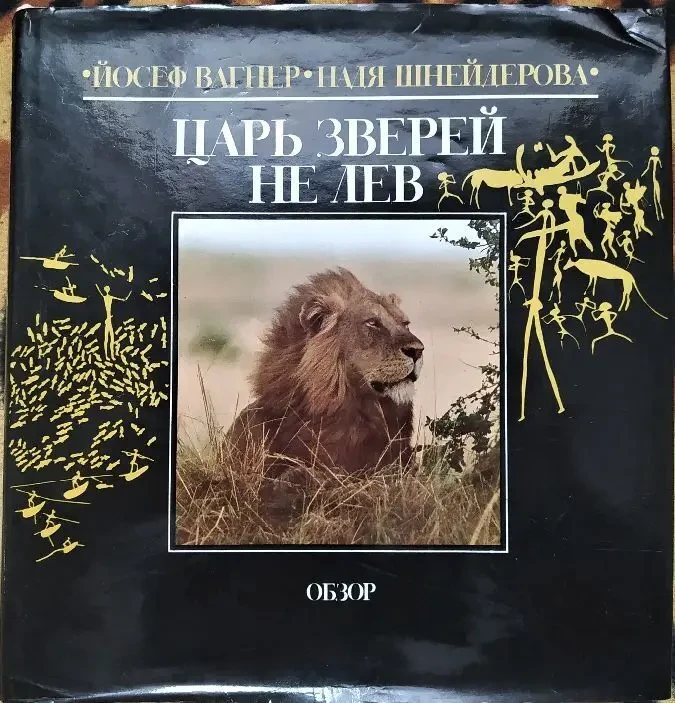 •ЙОСЕФ ВАГНЕР•НАДЯ ШНЕЙДЕРОВА•
ЦАРЬ ЗВЕРЕЙ
НЕ ЛЕВ
ОБЗОР